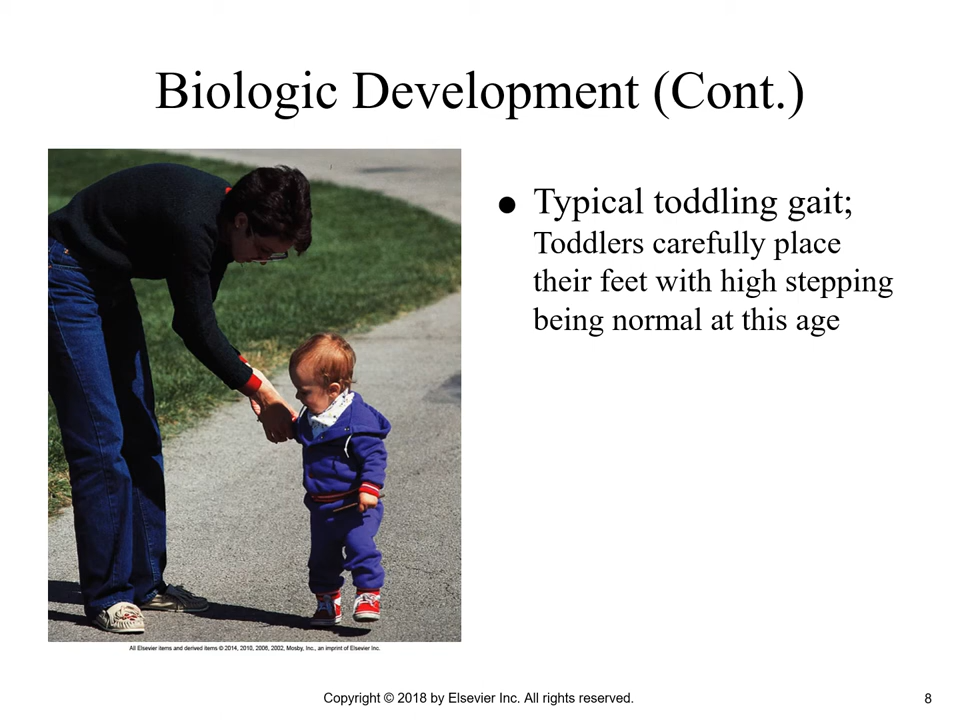 Biologic Development (Cont.)
● Typical toddling gait;
Toddlers carefully place
their feet with high stepping
being normal at this age
All Elsevier items and derived items © 2014, 2010, 2006, 2002, Mosby, Inc., an imprint of Elsevier Inc.
Copyright © 2018 by Elsevier Inc. All rights reserved.
8